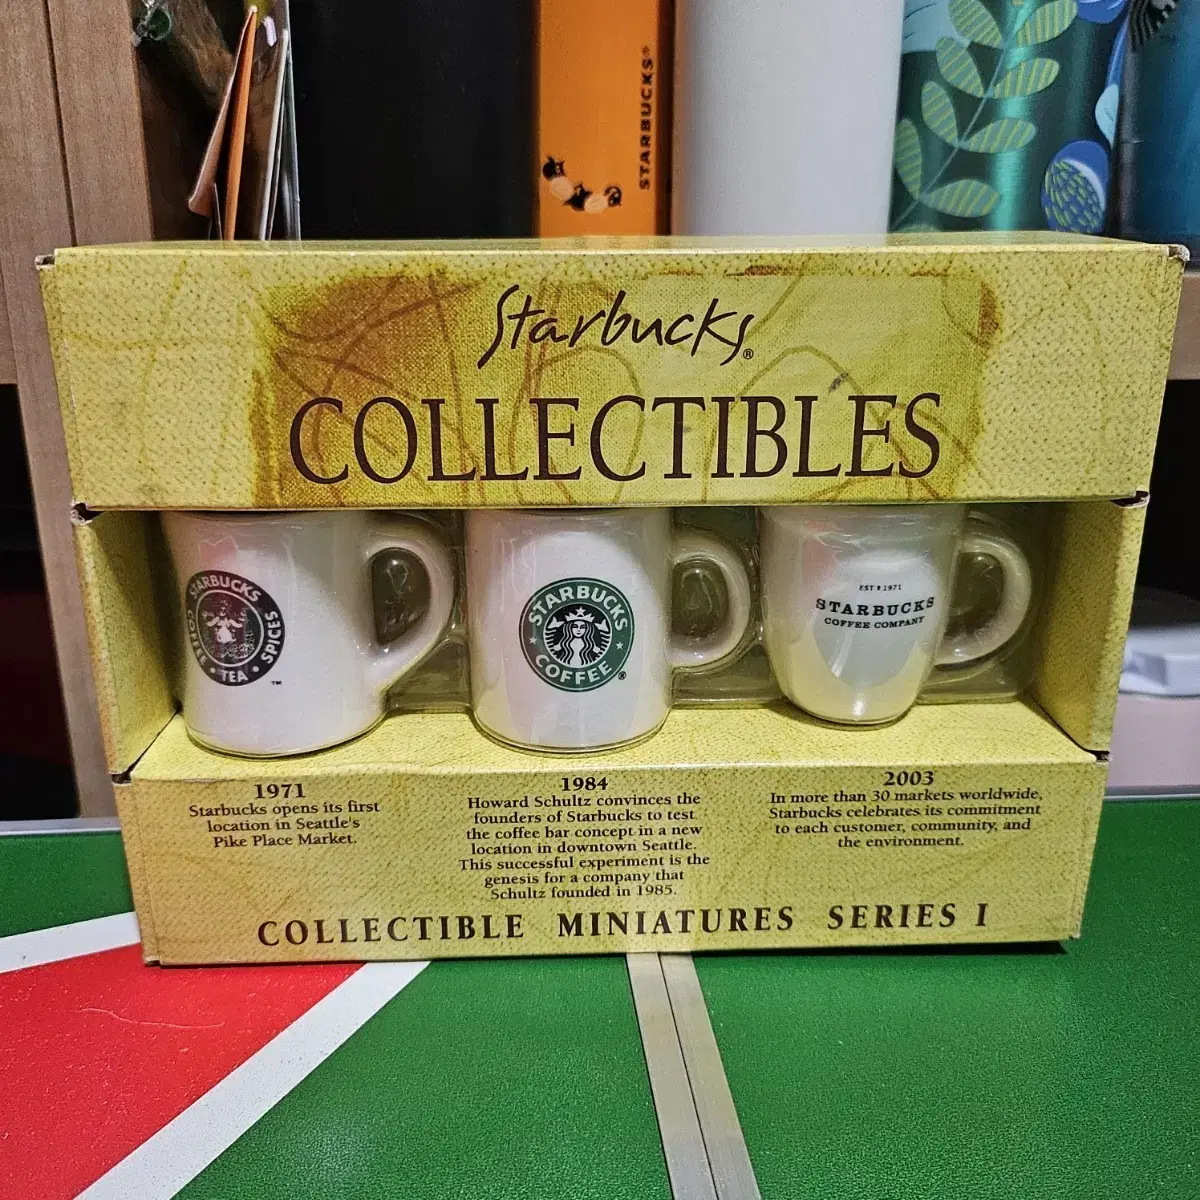 STARBUCKS®
Starbucks®
COLLECTIBLES
STARBUCKS
COFFEE • TEA • SPICES
™
STARBUCKS
COFFEE
®
EST 1971
STARBUCKS
COFFEE COMPANY
1971
Starbucks opens its first
location in Seattle's
Pike Place Market.
1984
Howard Schultz convinces the
founders of Starbucks to test
the coffee bar concept in a new
location in downtown Seattle.
This successful experiment is the
genesis for a company that
Schultz founded in 1985.
2003
In more than 30 markets worldwide,
Starbucks celebrates its commitment
to each customer, community, and
the environment.
COLLECTIBLE MINIATURES SERIES I